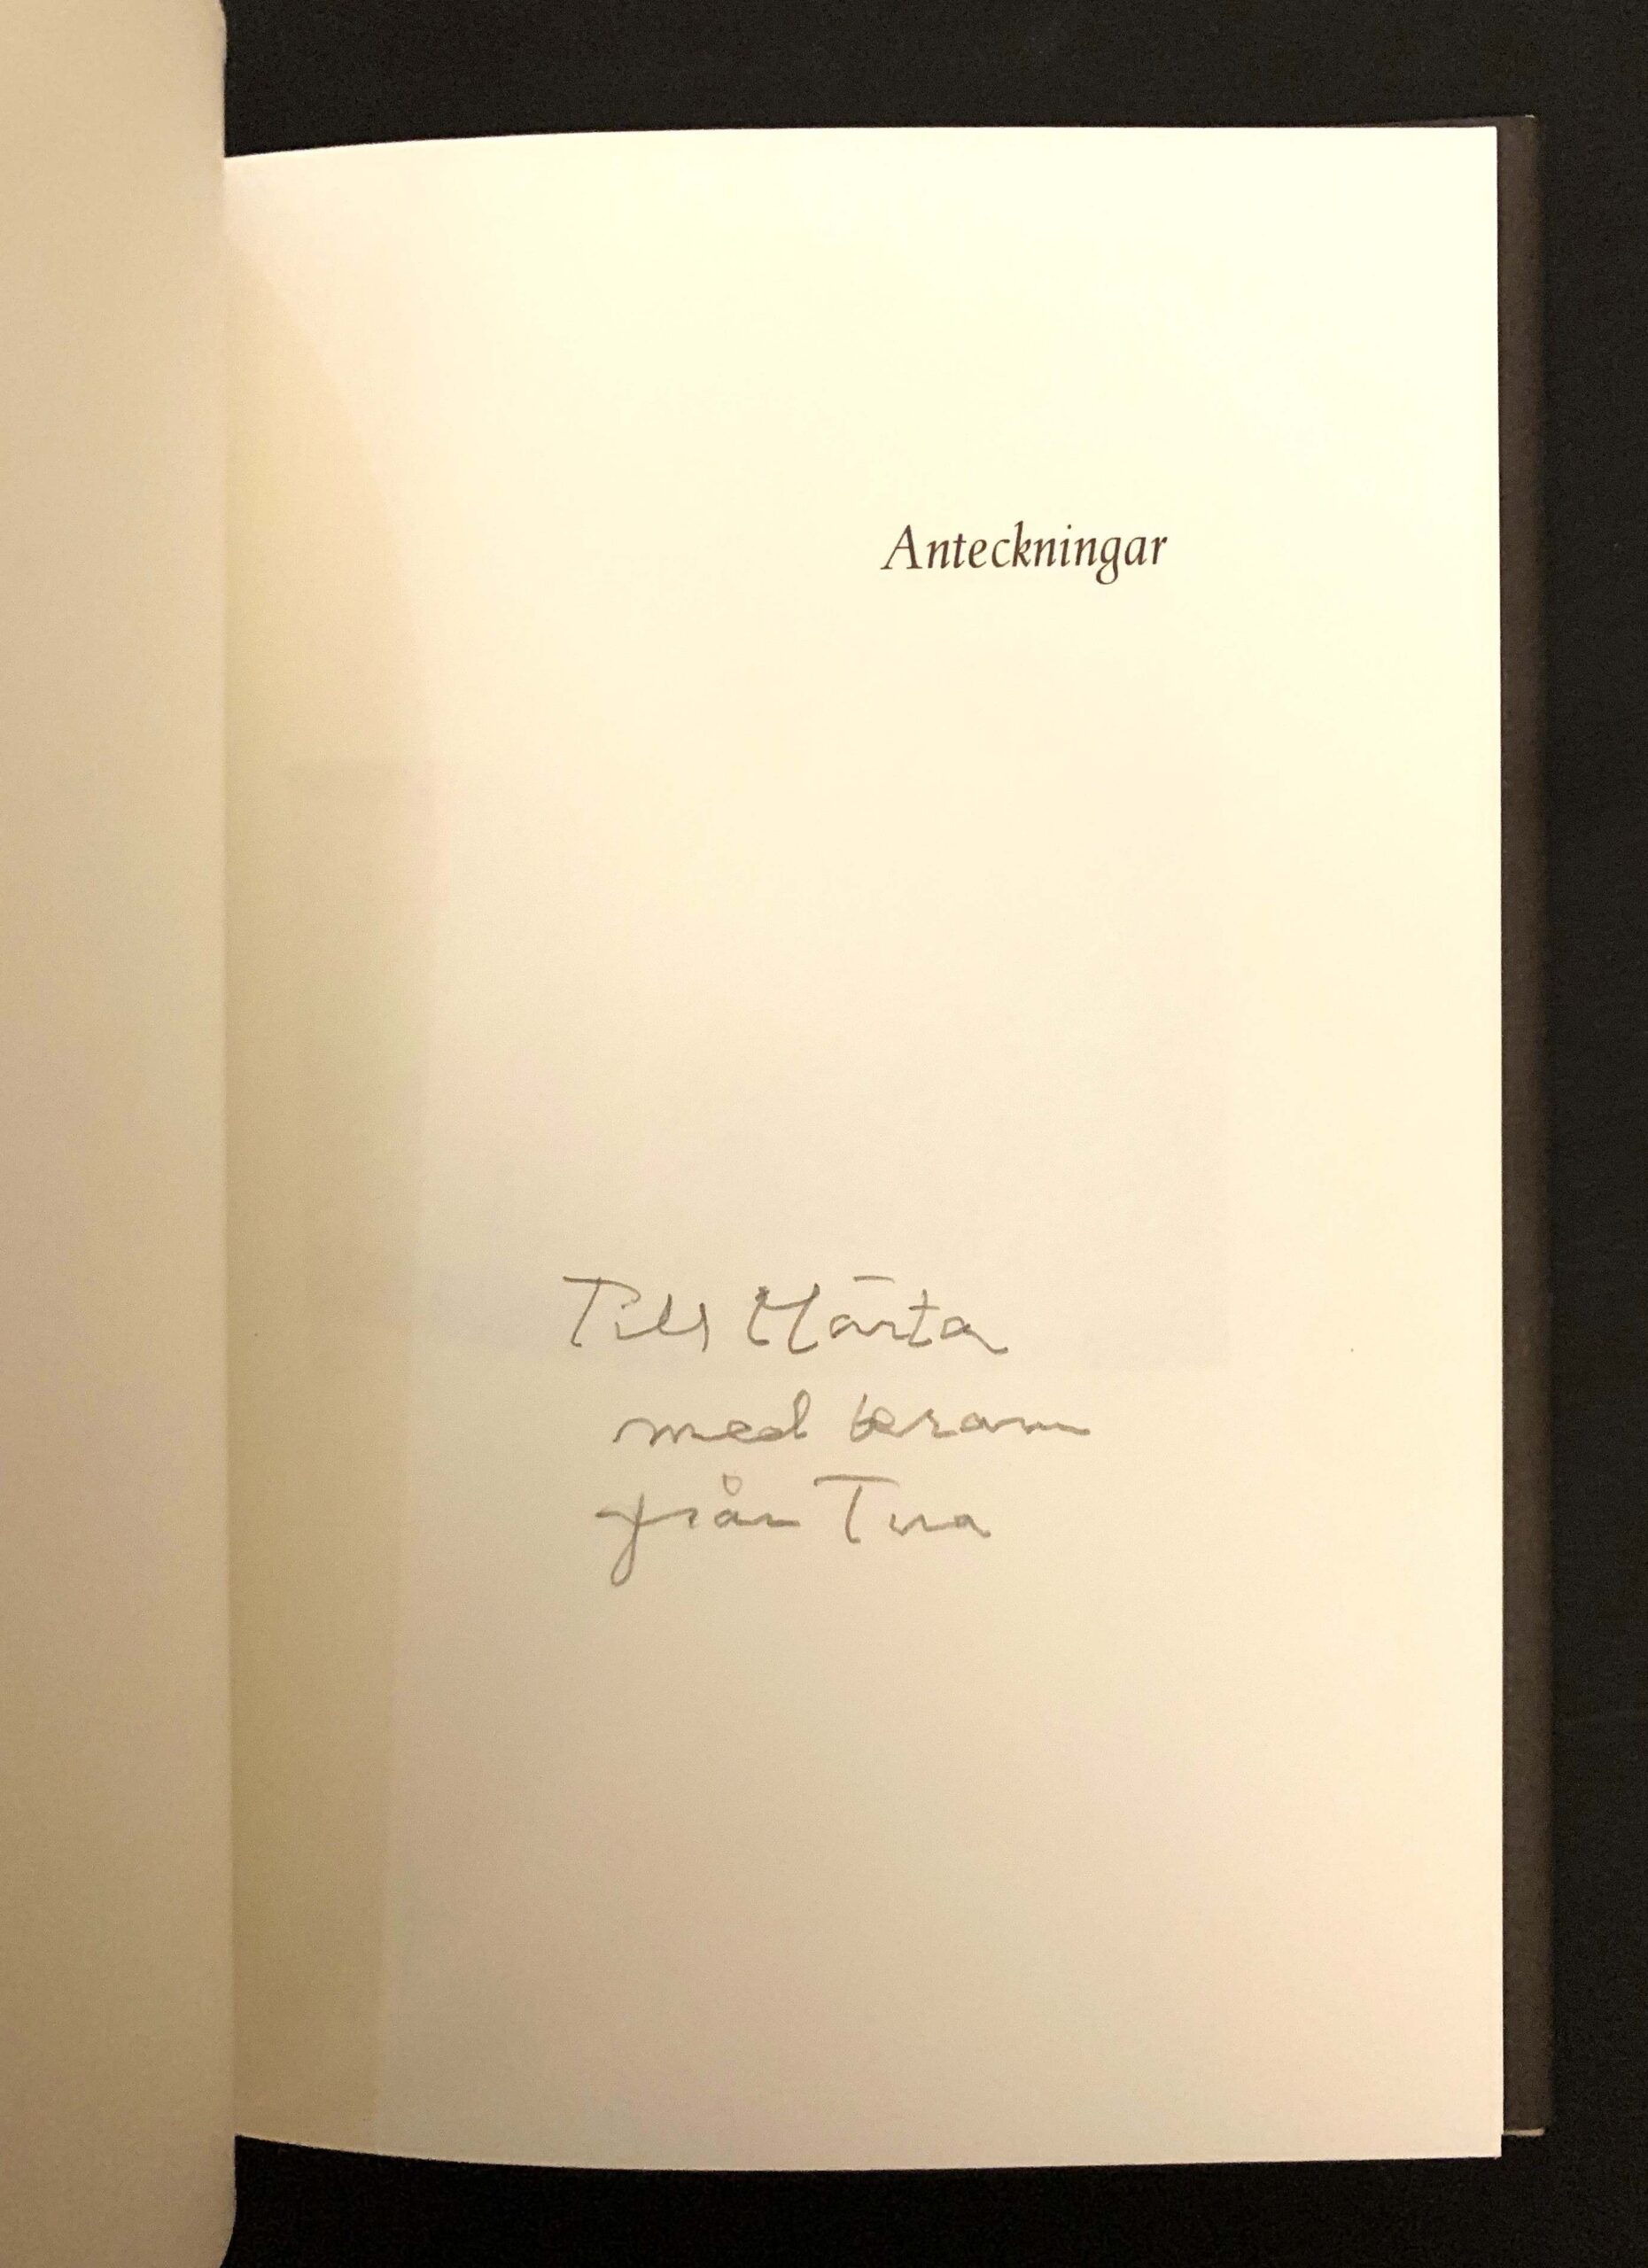 Anteckningar
Till Märta
med kram
från Tua